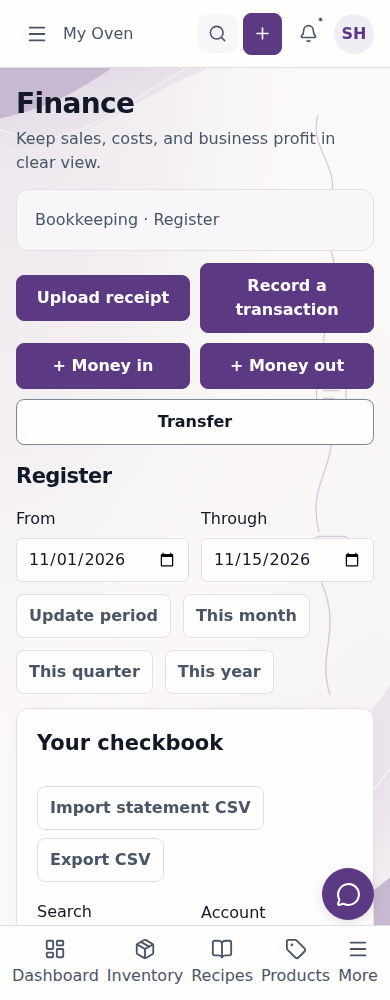 My Oven
SH
Finance
Keep sales, costs, and business profit in
clear view.
Bookkeeping · Register
Upload receipt
Record a
transaction
+ Money in
+ Money out
Transfer
Register
From
Through
11/01/2026
11/15/2026
Update period
This month
This quarter
This year
Your checkbook
Import statement CSV
Export CSV
Search
Account
Dashboard
Inventory
Recipes
Products
More